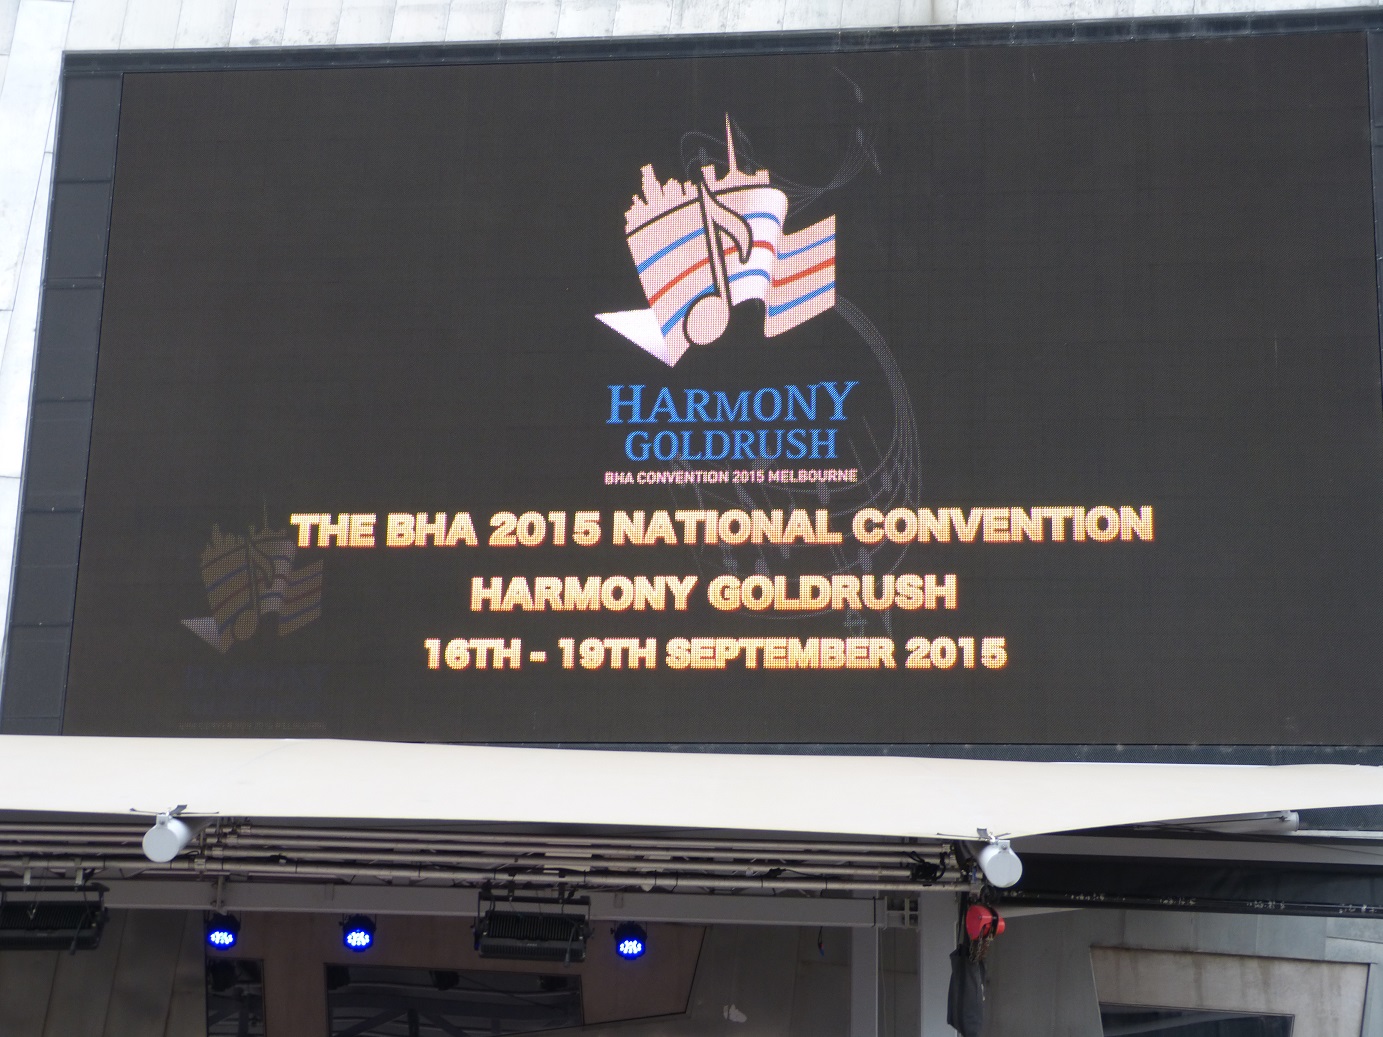 HARMONY
GOLDRUSH
BHA CONVENTION 2015 MELBOURNE
THE BHA 2015 NATIONAL CONVENTION
HARMONY GOLDRUSH
16TH - 19TH SEPTEMBER 2015